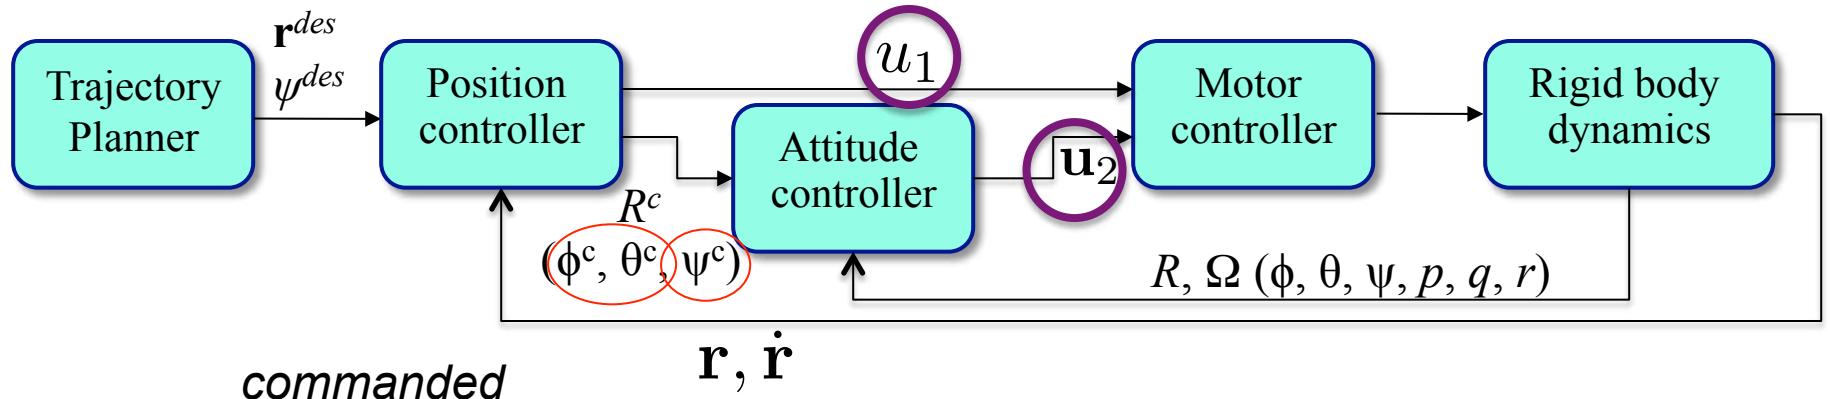 r^des
ψ^des
Trajectory
Planner
Position
controller
u₁
Attitude
controller
u₂
Motor
controller
Rigid body
dynamics
R^c
(ϕ^c, θ^c, ψ^c)
R, Ω (ϕ, θ, ψ, p, q, r)
r, ṙ
commanded